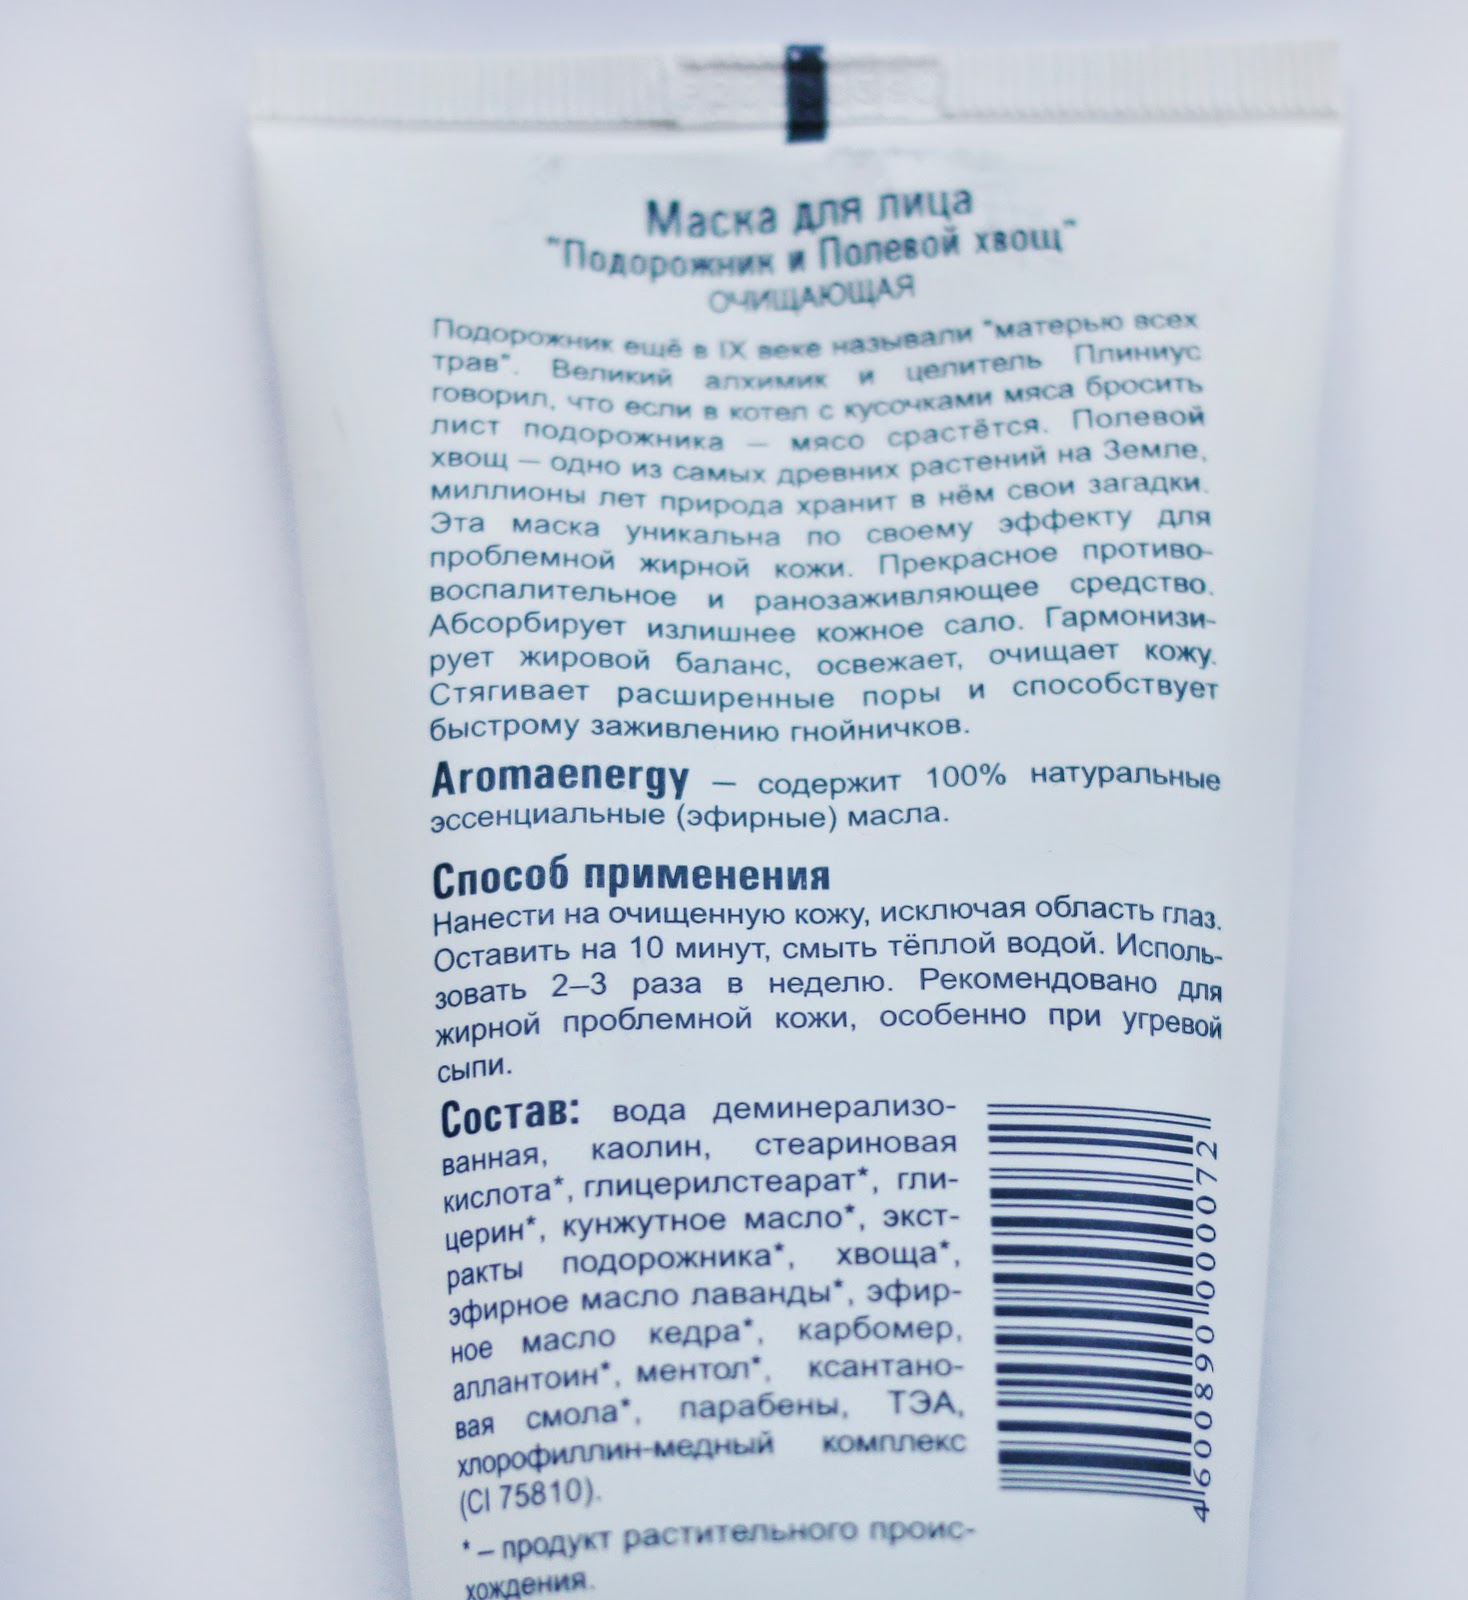 Маска для лица
"Подорожник и Полевой хвощ"
ОЧИЩАЮЩАЯ
Подорожник ещё в IX веке называли "матерью всех
трав". Великий алхимик и целитель Плиниус
говорил, что если в котел с кусочками мяса бросить
лист подорожника — мясо срастётся. Полевой
хвощ — одно из самых древних растений на Земле,
миллионы лет природа хранит в нём свои загадки.
Эта маска уникальна по своему эффекту для
проблемной жирной кожи. Прекрасное противо-
воспалительное и ранозаживляющее средство.
Абсорбирует излишнее кожное сало. Гармонизи-
рует жировой баланс, освежает, очищает кожу.
Стягивает расширенные поры и способствует
быстрому заживлению гнойничков.
Aromaenergy — содержит 100% натуральные
эссенциальные (эфирные) масла.
Способ применения
Нанести на очищенную кожу, исключая область глаз.
Оставить на 10 минут, смыть тёплой водой. Исполь-
зовать 2–3 раза в неделю. Рекомендовано для
жирной проблемной кожи, особенно при угревой
сыпи.
Состав: вода деминерализо-
ванная, каолин, стеариновая
кислота*, глицерилстеарат*, гли-
церин*, кунжутное масло*, экст-
ракты подорожника*, хвоща*,
эфирное масло лаванды*, эфир-
ное масло кедра*, карбомер,
аллантоин*, ментол*, ксантано-
вая смола*, парабены, ТЭА,
хлорофиллин-медный комплекс
(CI 75810).
* – продукт растительного проис-
хождения.
4600890000072